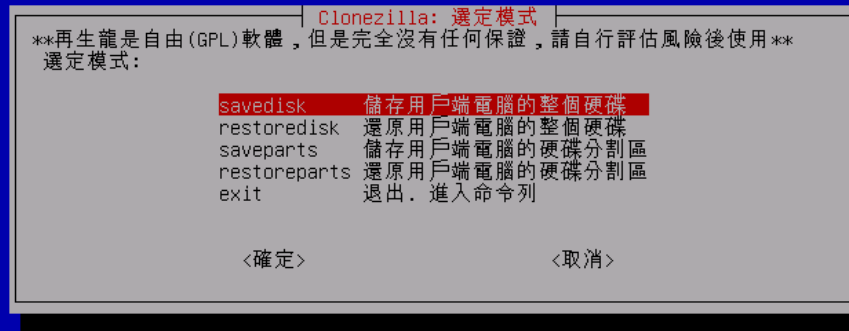 Clonezilla: 選定模式
**再生龍是自由(GPL)軟體,但是完全沒有任何保證,請自行評估風險後使用**
選定模式:
savedisk 儲存用戶端電腦的整個硬碟
restoredisk 還原用戶端電腦的整個硬碟
saveparts 儲存用戶端電腦的硬碟分割區
restoreparts 還原用戶端電腦的硬碟分割區
exit 退出. 進入命令列
<確定> <取消>